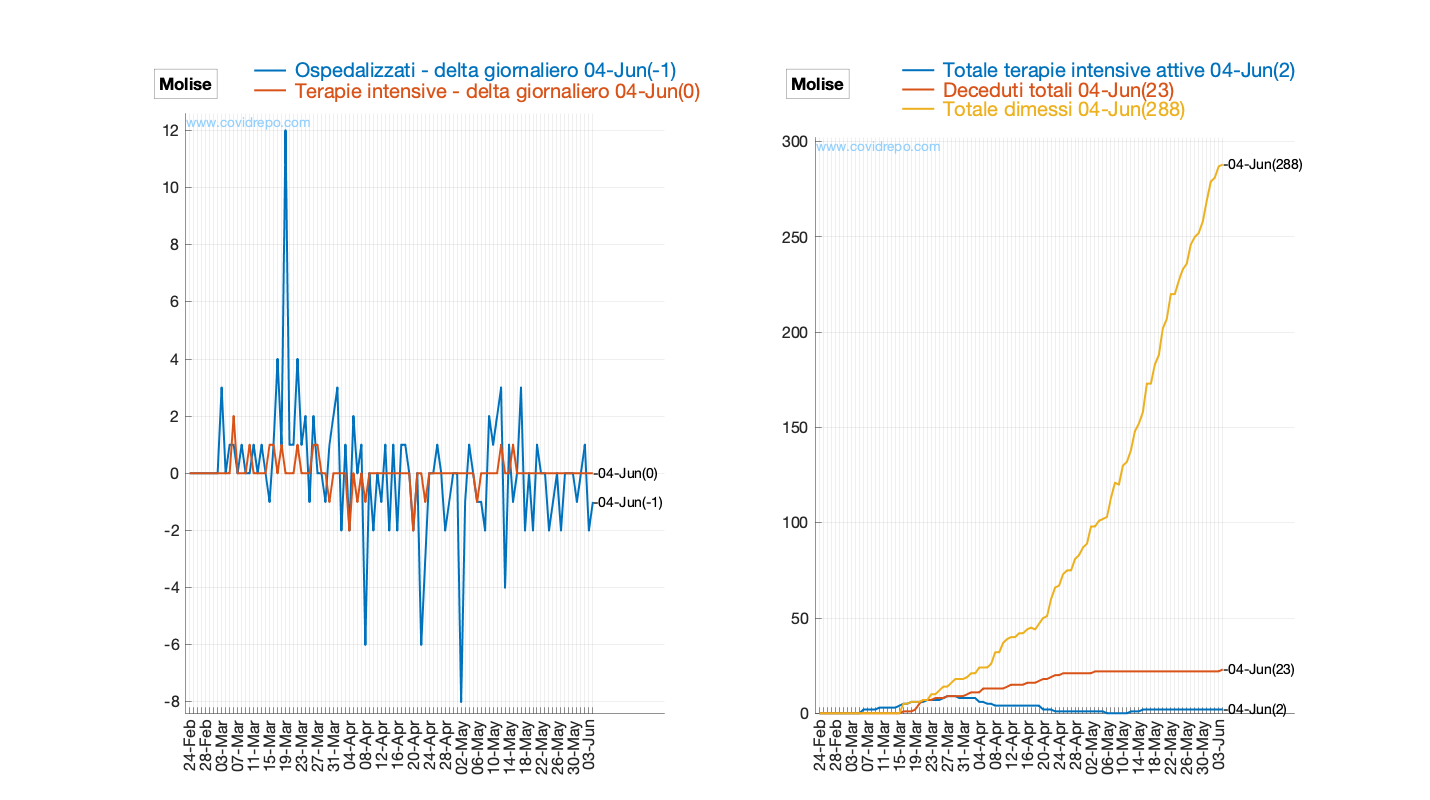 Molise
Ospedalizzati - delta giornaliero 04-Jun(-1)
Terapie intensive - delta giornaliero 04-Jun(0)
www.covidrepo.com
12
10
8
6
4
2
0
-2
-4
-6
-8
-04-Jun(0)
-04-Jun(-1)
24-Feb
28-Feb
03-Mar
07-Mar
11-Mar
15-Mar
19-Mar
23-Mar
27-Mar
31-Mar
04-Apr
08-Apr
12-Apr
16-Apr
20-Apr
24-Apr
28-Apr
02-May
06-May
10-May
14-May
18-May
22-May
26-May
30-May
03-Jun
Molise
Totale terapie intensive attive 04-Jun(2)
Deceduti totali 04-Jun(23)
Totale dimessi 04-Jun(288)
www.covidrepo.com
300
250
200
150
100
50
0
-04-Jun(288)
-04-Jun(23)
-04-Jun(2)
24-Feb
28-Feb
03-Mar
07-Mar
11-Mar
15-Mar
19-Mar
23-Mar
27-Mar
31-Mar
04-Apr
08-Apr
12-Apr
16-Apr
20-Apr
24-Apr
28-Apr
02-May
06-May
10-May
14-May
18-May
22-May
26-May
30-May
03-Jun